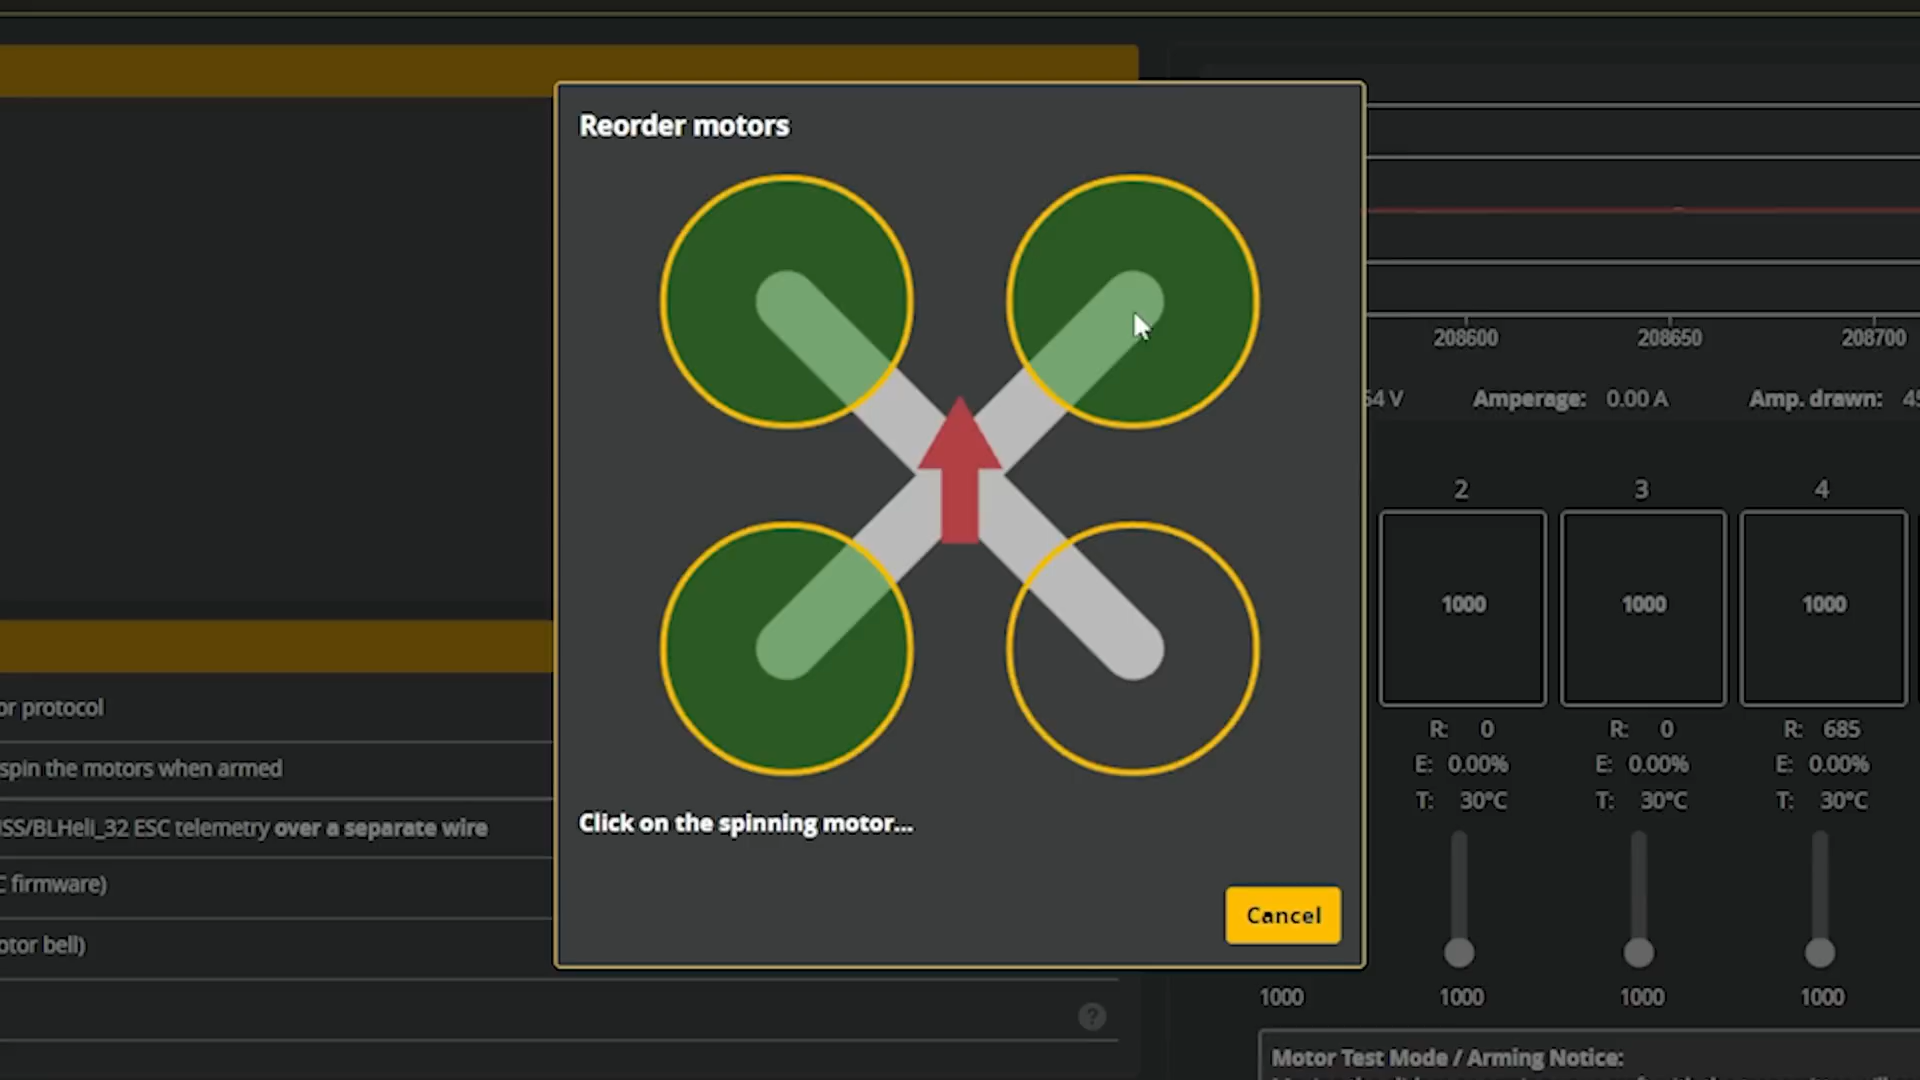 Reorder motors
Click on the spinning motor...
Cancel
or protocol
spin the motors when armed
ISS/BLHeli_32 ESC telemetry over a separate wire
C firmware)
otor bell)
?
208600 208650 208700
54 V Amperage: 0.00 A Amp. drawn: 45
2 3 4
1000 1000 1000
R: 0 R: 0 R: 685
E: 0.00% E: 0.00% E: 0.00%
T: 30°C T: 30°C T: 30°C
1000 1000 1000 1000
Motor Test Mode / Arming Notice: